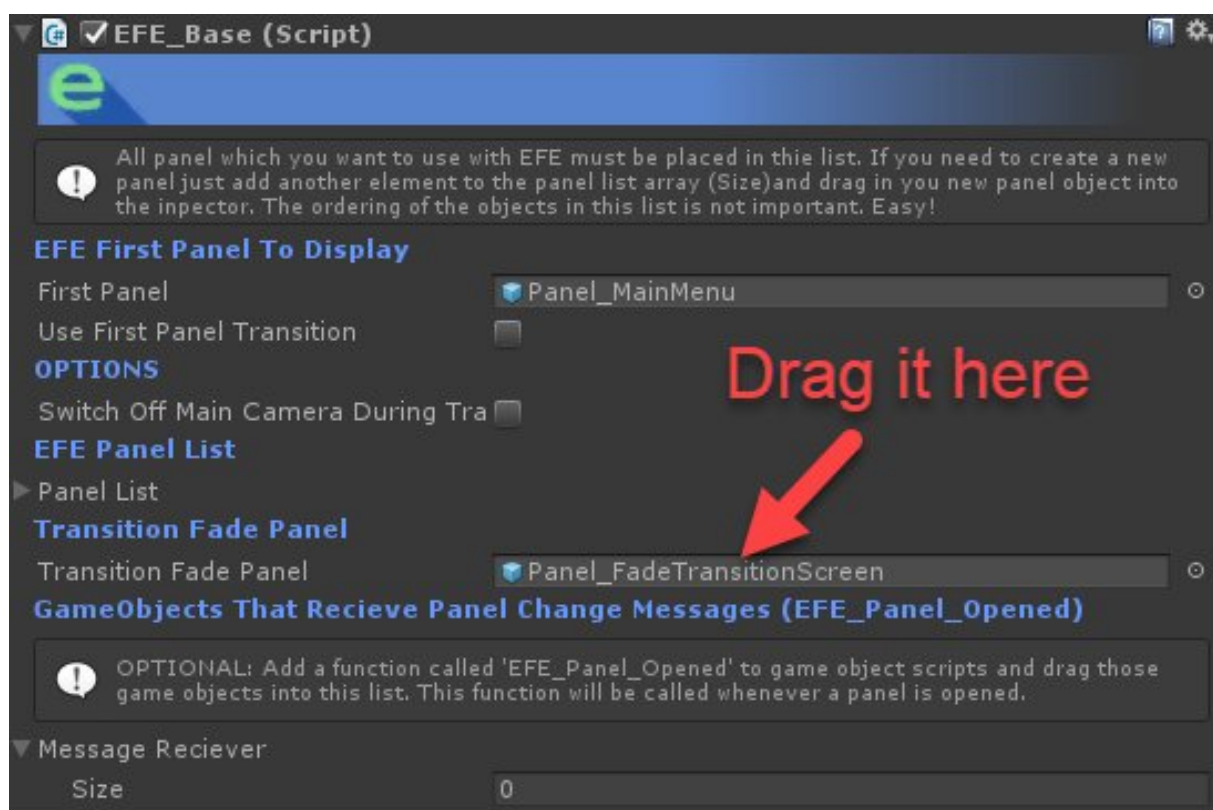 EFE_Base (Script)
e
All panel which you want to use with EFE must be placed in thie list. If you need to create a new
panel just add another element to the panel list array (Size)and drag in you new panel object into
the inpector. The ordering of the objects in this list is not important. Easy!
EFE First Panel To Display
First Panel Panel_MainMenu
Use First Panel Transition
OPTIONS
Drag it here
Switch Off Main Camera During Tra
EFE Panel List
Panel List
Transition Fade Panel
Transition Fade Panel Panel_FadeTransitionScreen
GameObjects That Recieve Panel Change Messages (EFE_Panel_Opened)
OPTIONAL: Add a function called 'EFE_Panel_Opened' to game object scripts and drag those
game objects into this list. This function will be called whenever a panel is opened.
Message Reciever
Size 0